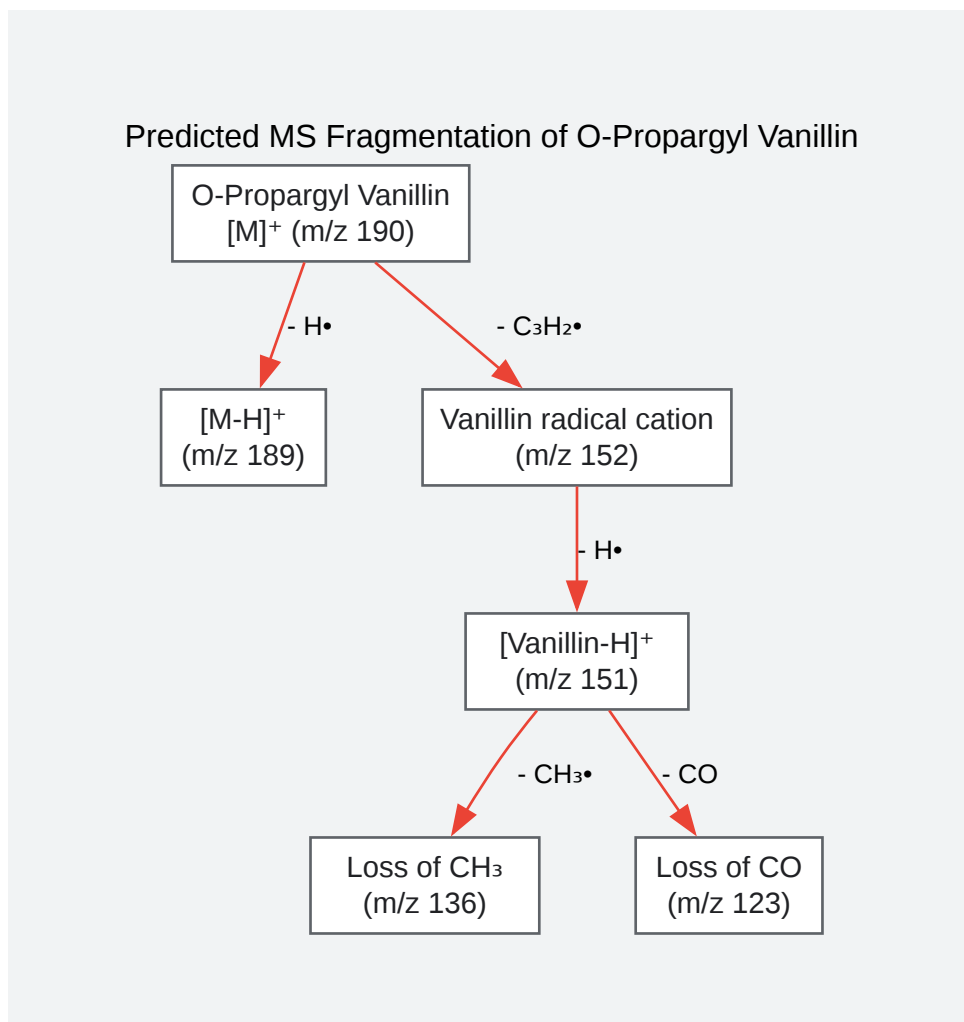 Predicted MS Fragmentation of O-Propargyl Vanillin
O-Propargyl Vanillin
[M]⁺ (m/z 190)
- H•
- C₃H₂•
[M-H]⁺
(m/z 189)
Vanillin radical cation
(m/z 152)
- H•
[Vanillin-H]⁺
(m/z 151)
- CH₃•
- CO
Loss of CH₃
(m/z 136)
Loss of CO
(m/z 123)